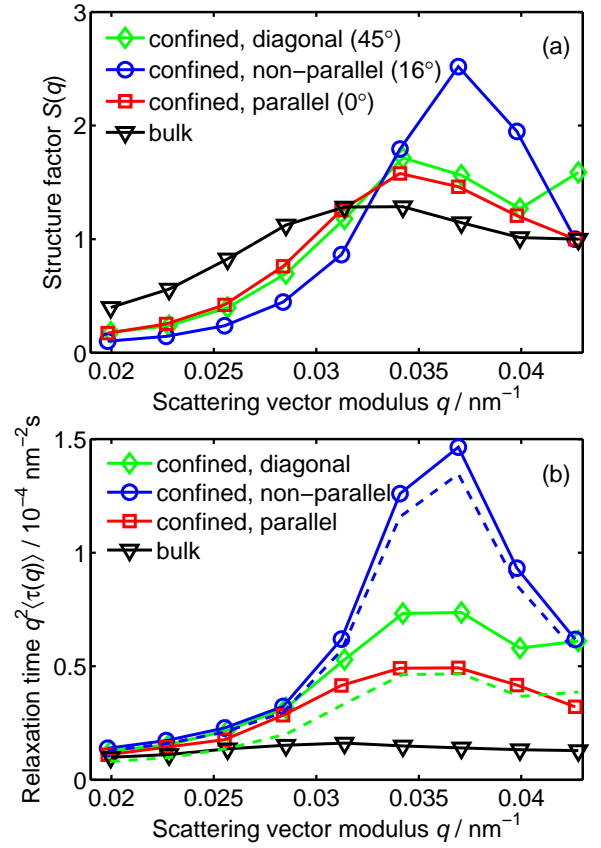 3
2
1
0
Structure factor S(q)
(a)
confined, diagonal (45°)
confined, non−parallel (16°)
confined, parallel (0°)
bulk
0.02 0.025 0.03 0.035 0.04
Scattering vector modulus q / nm⁻¹
1.5
1
0.5
0
Relaxation time q²⟨τ(q)⟩ / 10⁻⁴ nm⁻²s
(b)
confined, diagonal
confined, non−parallel
confined, parallel
bulk
0.02 0.025 0.03 0.035 0.04
Scattering vector modulus q / nm⁻¹